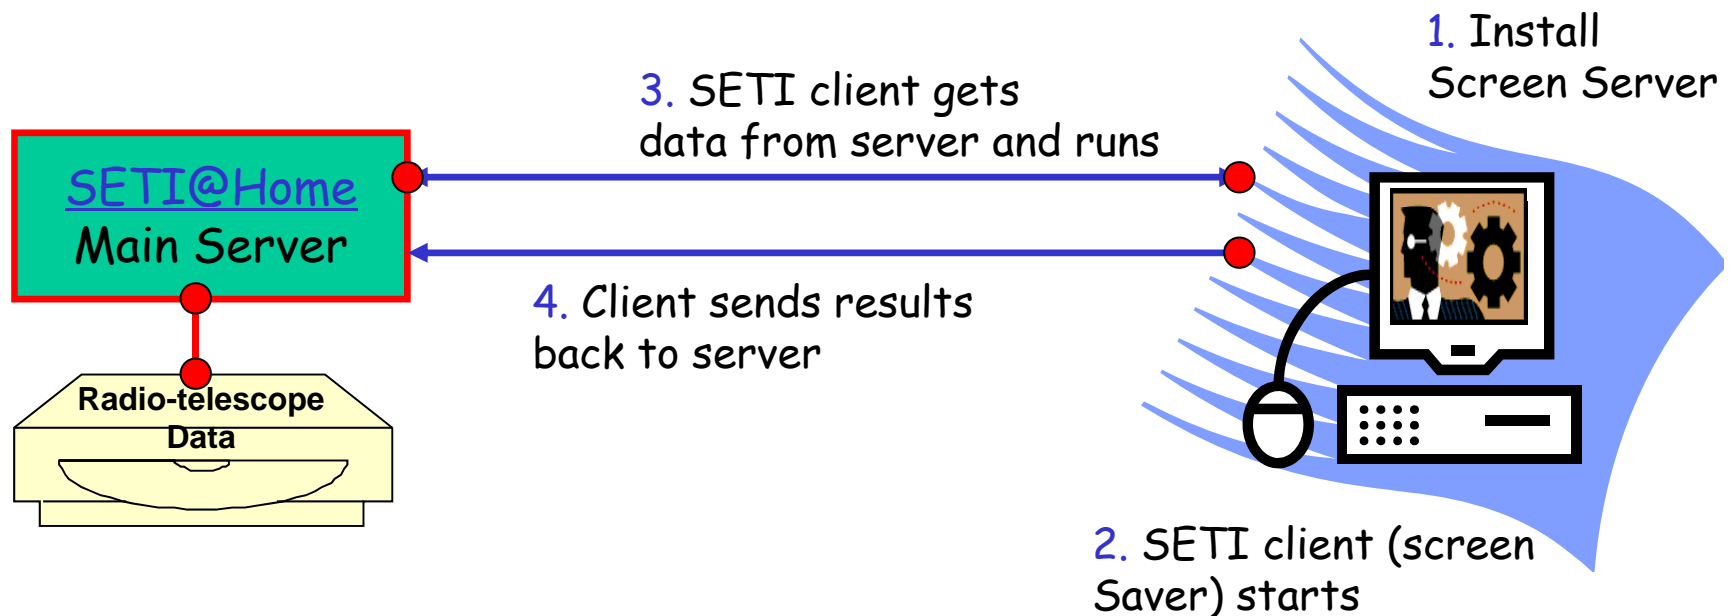 1. Install
Screen Server
3. SETI client gets
data from server and runs
SETI@Home
Main Server
4. Client sends results
back to server
Radio-telescope
Data
2. SETI client (screen
Saver) starts